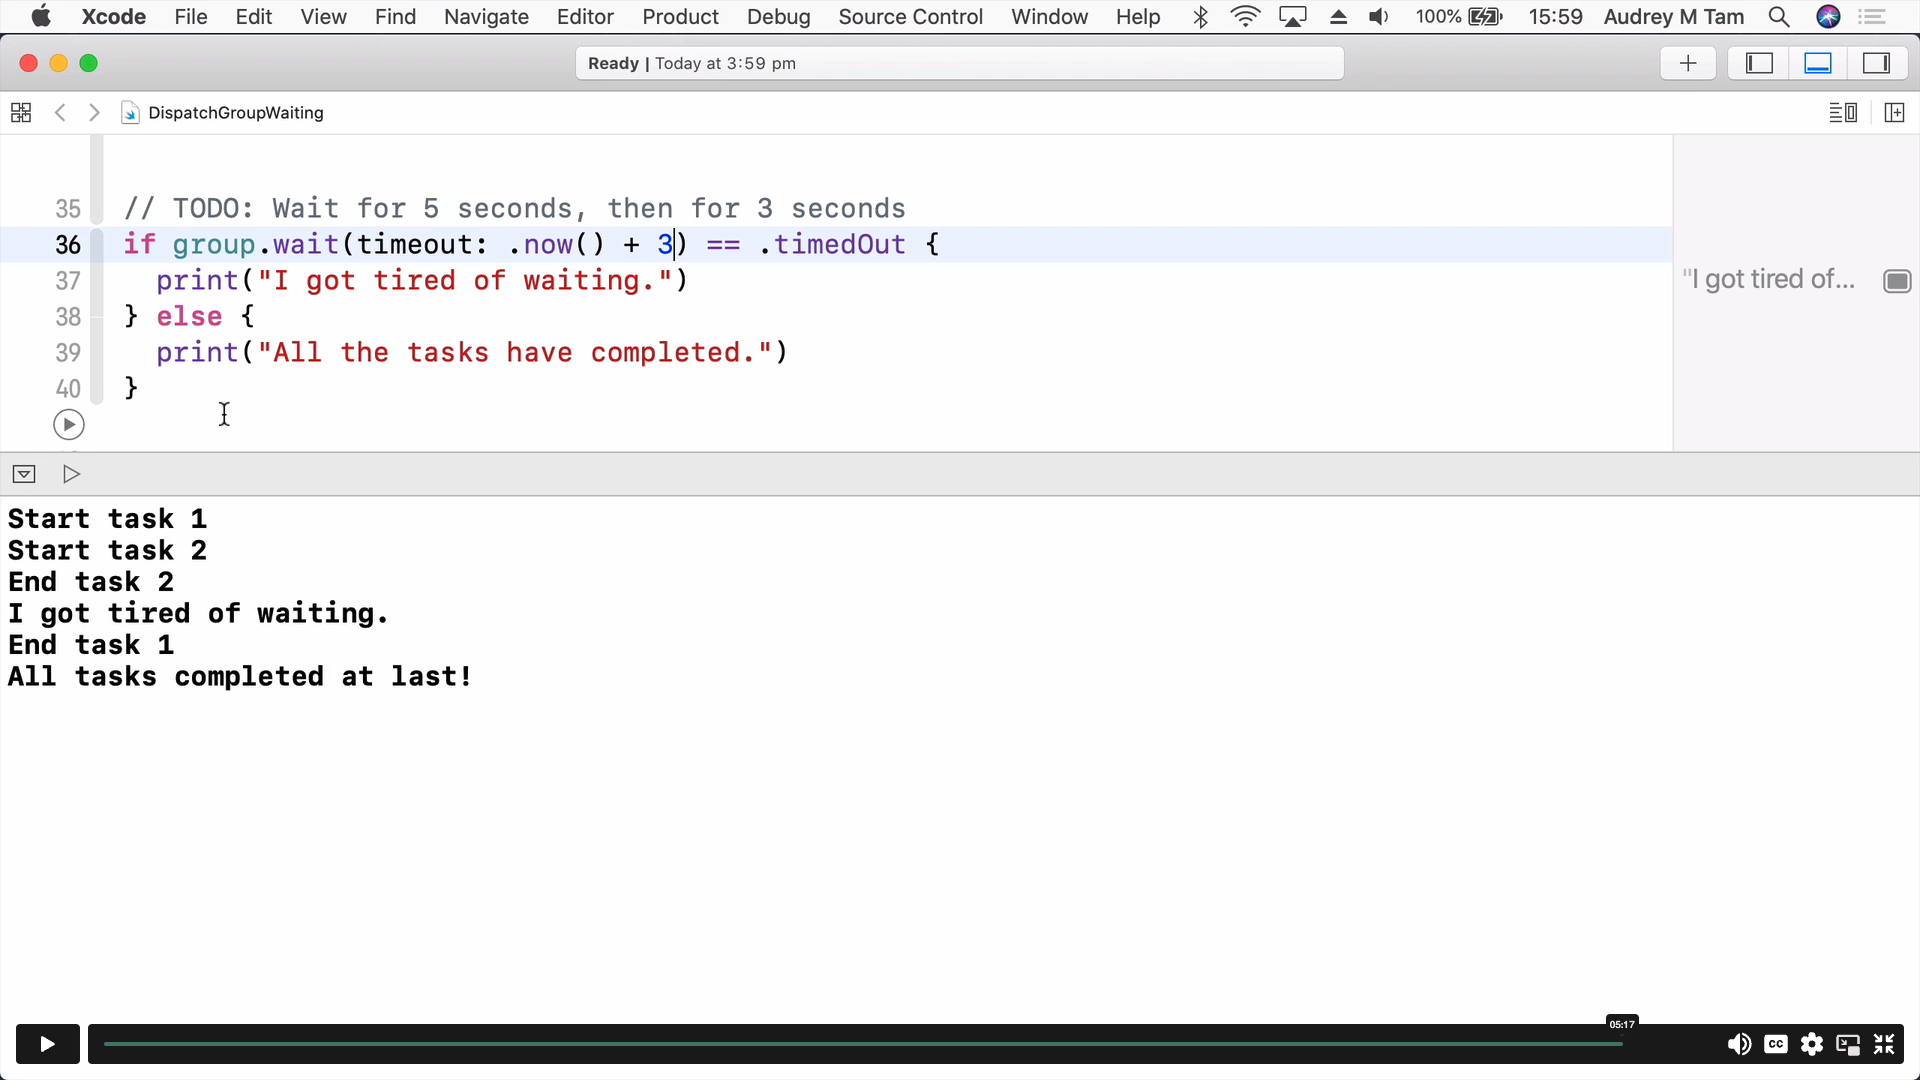 Xcode File Edit View Find Navigate Editor Product Debug Source Control Window Help 100% 15:59 Audrey M Tam
Ready | Today at 3:59 pm
DispatchGroupWaiting
35 // TODO: Wait for 5 seconds, then for 3 seconds
36 if group.wait(timeout: .now() + 3) == .timedOut {
37 print("I got tired of waiting.")
"I got tired of...
38 } else {
39 print("All the tasks have completed.")
40 }
Start task 1
Start task 2
End task 2
I got tired of waiting.
End task 1
All tasks completed at last!
05:17
CC